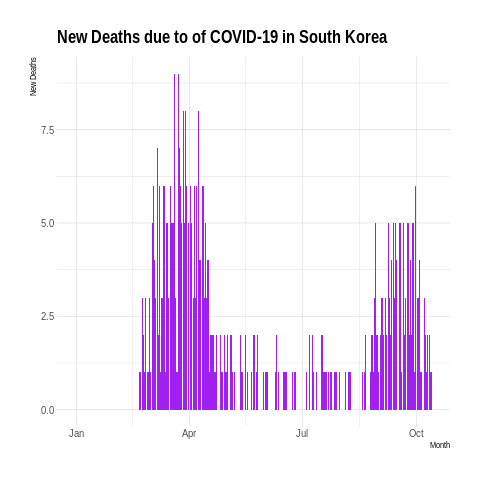 New Deaths due to of COVID-19 in South Korea
New Deaths
7.5
5.0
2.5
0.0
Jan Apr Jul Oct
Month